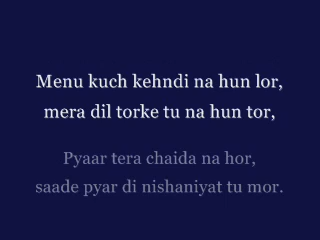 Menu kuch kehndi na hun lor,
mera dil torke tu na hun tor,
Pyaar tera chaida na hor,
saade pyar di nishaniyat tu mor.